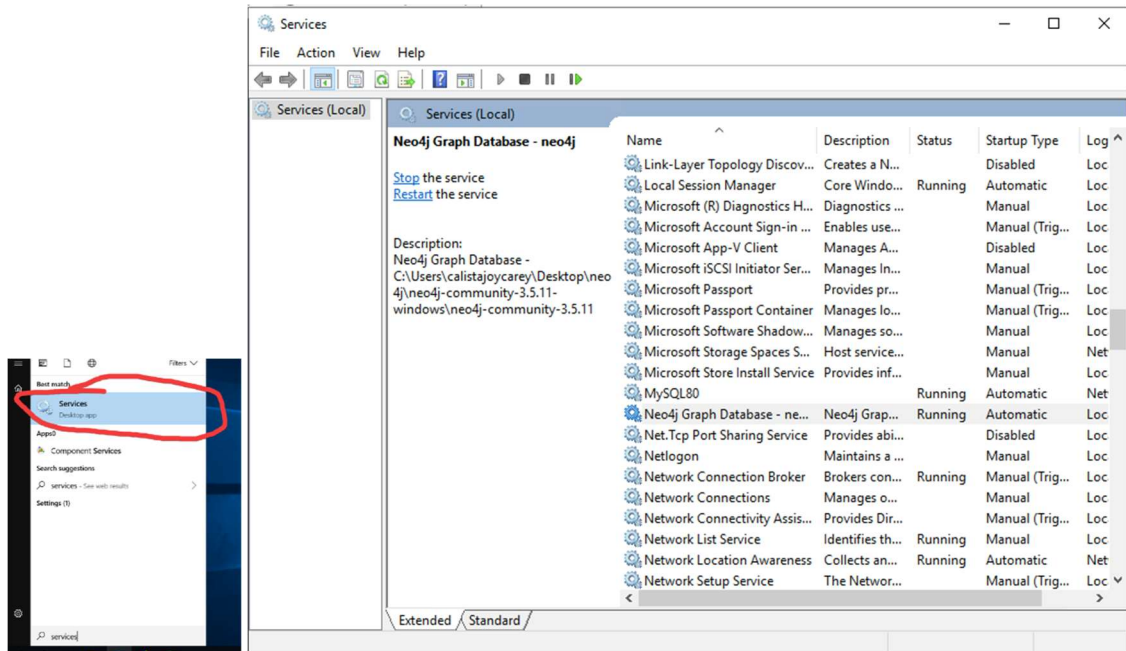 Filters
Best match
Services
Desktop app
Apps0
Component Services
Search suggestions
services - See web results
Settings (1)
services
Services
File Action View Help
Services (Local)
Services (Local)
Neo4j Graph Database - neo4j
Stop the service
Restart the service
Description:
Neo4j Graph Database -
C:\Users\calistajoycarey\Desktop\neo
4j\neo4j-community-3.5.11-
windows\neo4j-community-3.5.11
Name Description Status Startup Type Log
Link-Layer Topology Discov... Creates a N... Disabled Loc
Local Session Manager Core Windo... Running Automatic Loc
Microsoft (R) Diagnostics H... Diagnostics ... Manual Loc
Microsoft Account Sign-in ... Enables use... Manual (Trig... Loc
Microsoft App-V Client Manages A... Disabled Loc
Microsoft iSCSI Initiator Ser... Manages In... Manual Loc
Microsoft Passport Provides pr... Manual (Trig... Loc
Microsoft Passport Container Manages lo... Manual (Trig... Loc
Microsoft Software Shadow... Manages so... Manual Loc
Microsoft Storage Spaces S... Host service... Manual Net
Microsoft Store Install Service Provides inf... Manual Loc
MySQL80 Running Automatic Net
Neo4j Graph Database - ne... Neo4j Grap... Running Automatic Loc
Net.Tcp Port Sharing Service Provides abi... Disabled Loc
Netlogon Maintains a ... Manual Loc
Network Connection Broker Brokers con... Running Manual (Trig... Loc
Network Connections Manages o... Manual Loc
Network Connectivity Assis... Provides Dir... Manual (Trig... Loc
Network List Service Identifies th... Running Manual Loc
Network Location Awareness Collects an... Running Automatic Net
Network Setup Service The Networ... Manual (Trig... Loc
Extended Standard